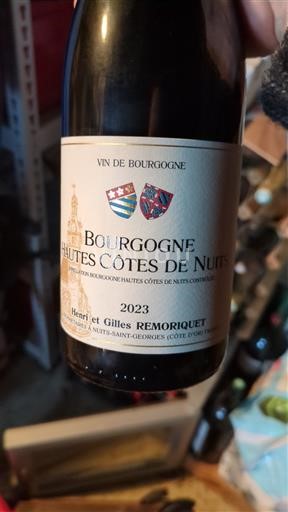 VIN DE BOURGOGNE
BOURGOGNE
HAUTES CÔTES DE NUITS
APPELLATION BOURGOGNE HAUTES CÔTES DE NUITS CONTRÔLÉE
2023
Henri et Gilles REMORIQUET
A NUITS-SAINT-GEORGES (CÔTE D'OR)